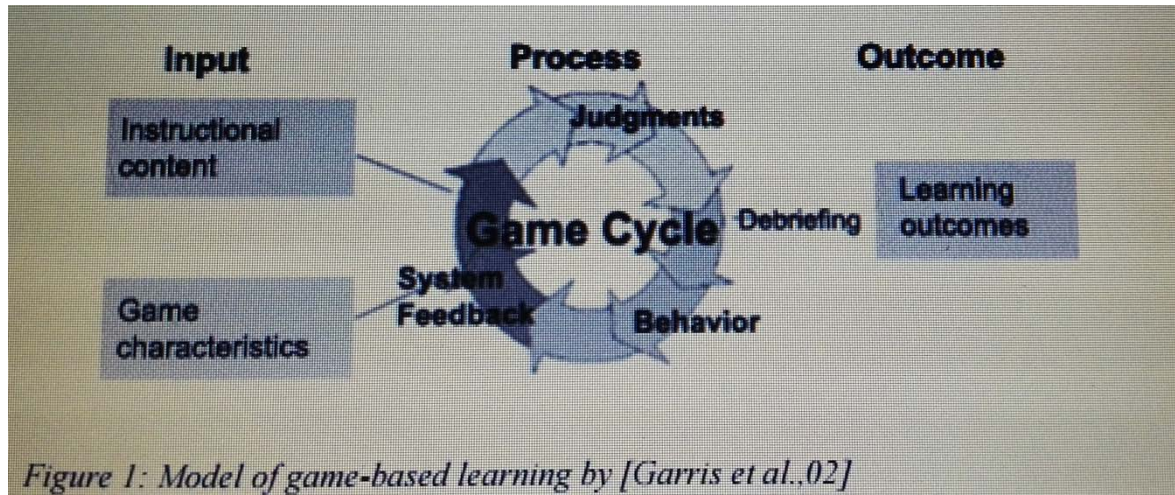 Input
Process
Outcome
Instructional
content
Judgments
Game Cycle
Debriefing
Learning
outcomes
System
Feedback
Game
characteristics
Behavior
Figure 1: Model of game-based learning by [Garris et al.,02]